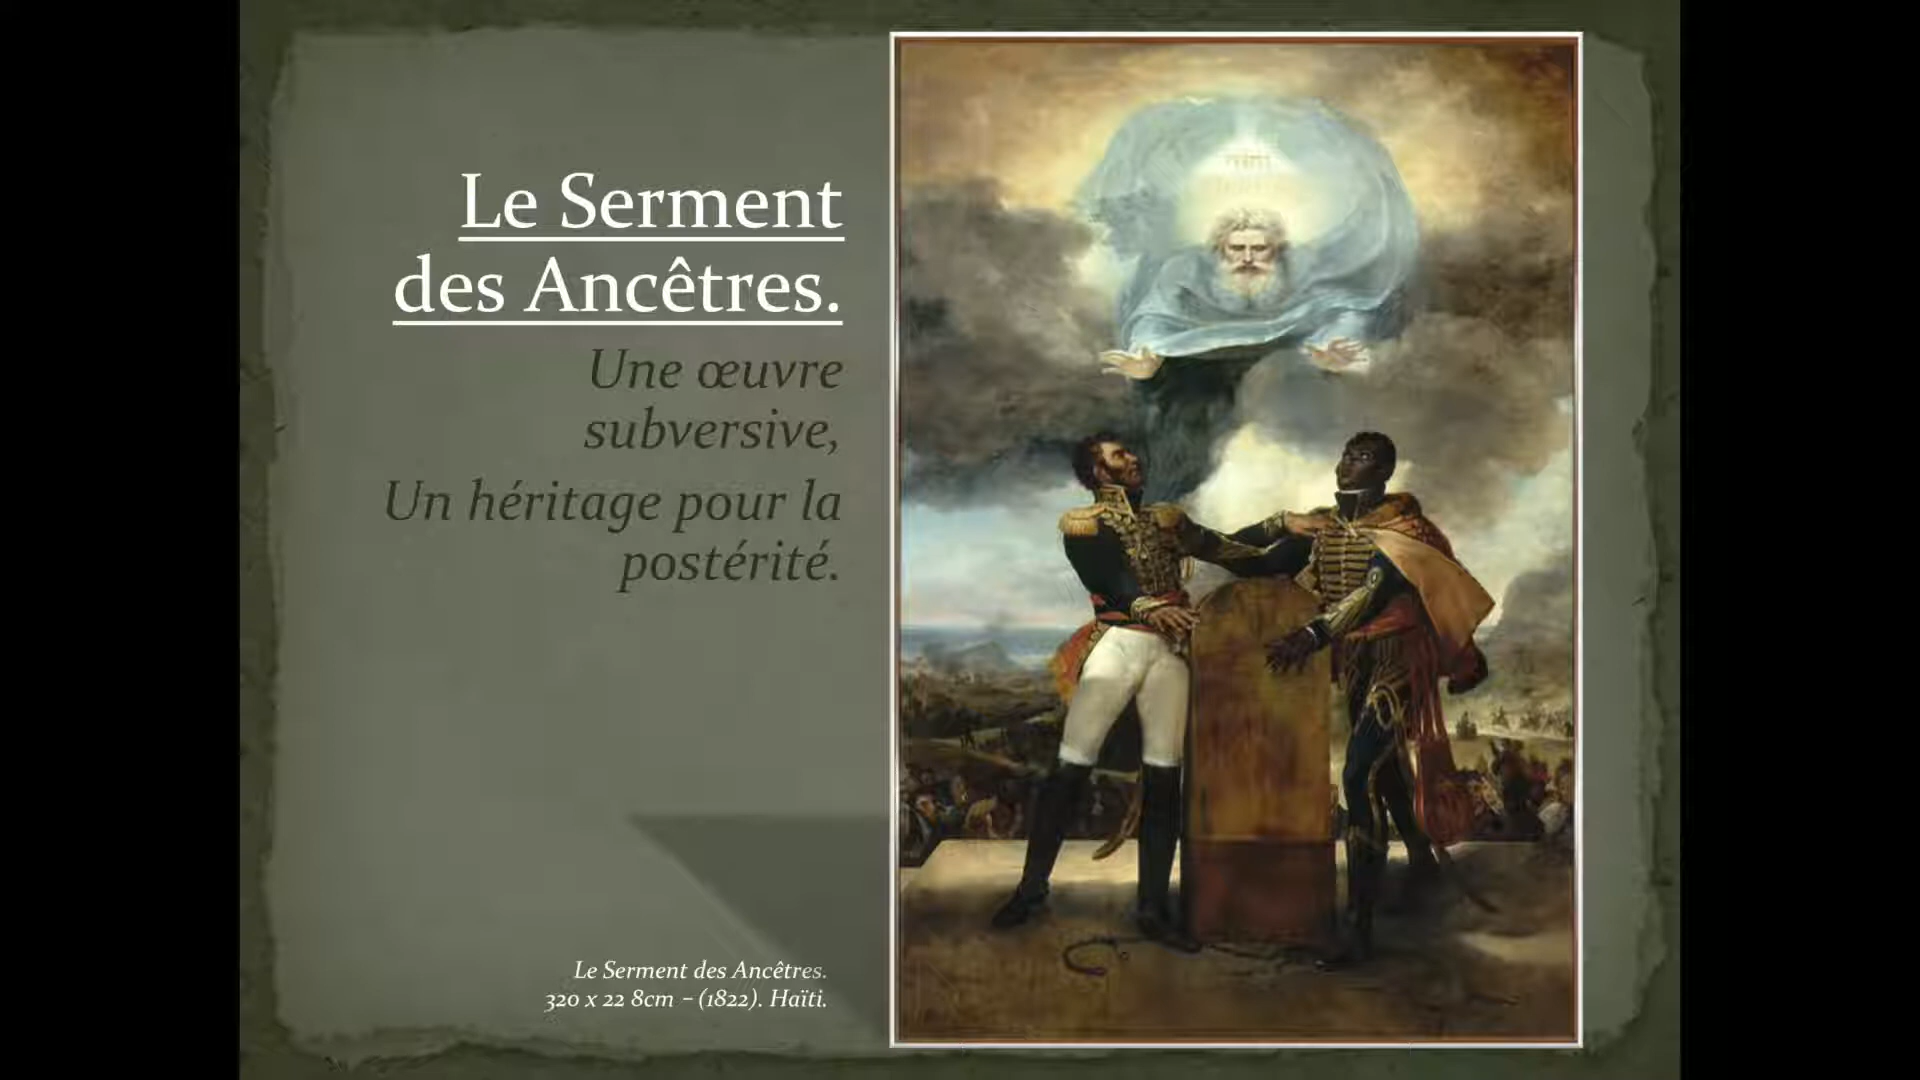 Le Serment
des Ancêtres.
Une œuvre
subversive,
Un héritage pour la
postérité.
Le Serment des Ancêtres.
320 x 22 8cm – (1822). Haïti.